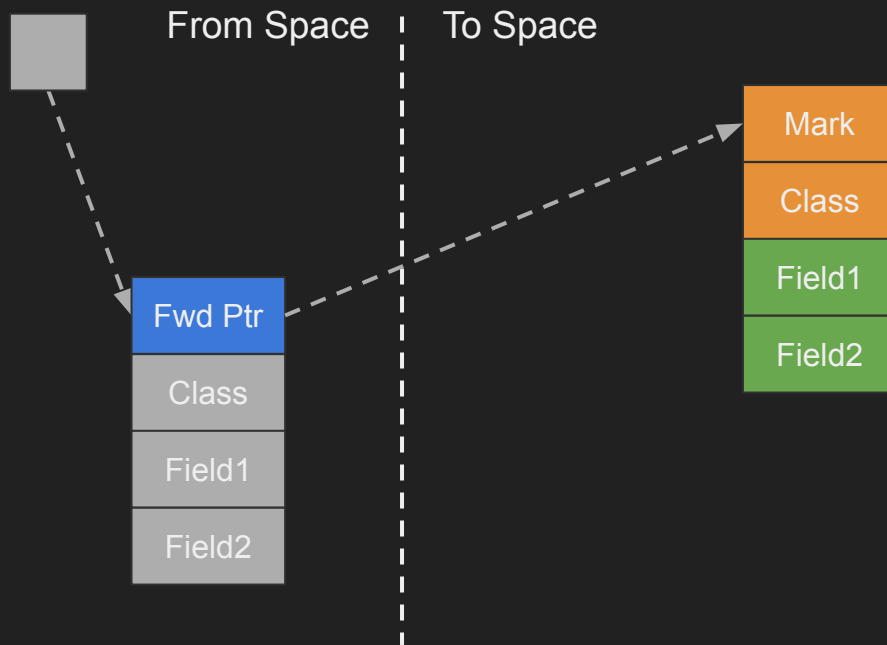 From Space
To Space
Fwd Ptr
Class
Field1
Field2
Mark
Class
Field1
Field2